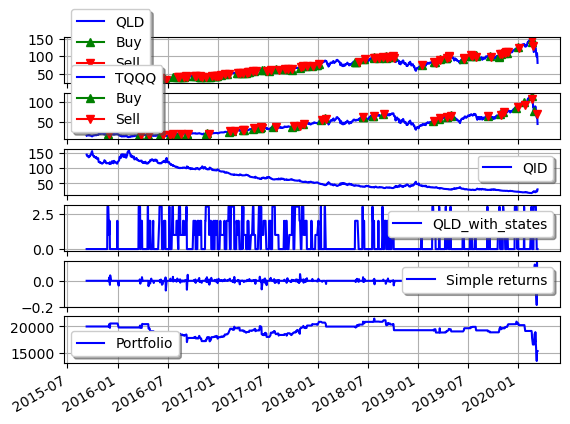 QLD
Buy
Sell
150
100
50
TQQQ
Buy
Sell
100
50
150
100
50
QID
2.5
0.0
QLD_with_states
0.0
−0.2
Simple returns
20000
15000
Portfolio
2015-07
2016-01
2016-07
2017-01
2017-07
2018-01
2018-07
2019-01
2019-07
2020-01